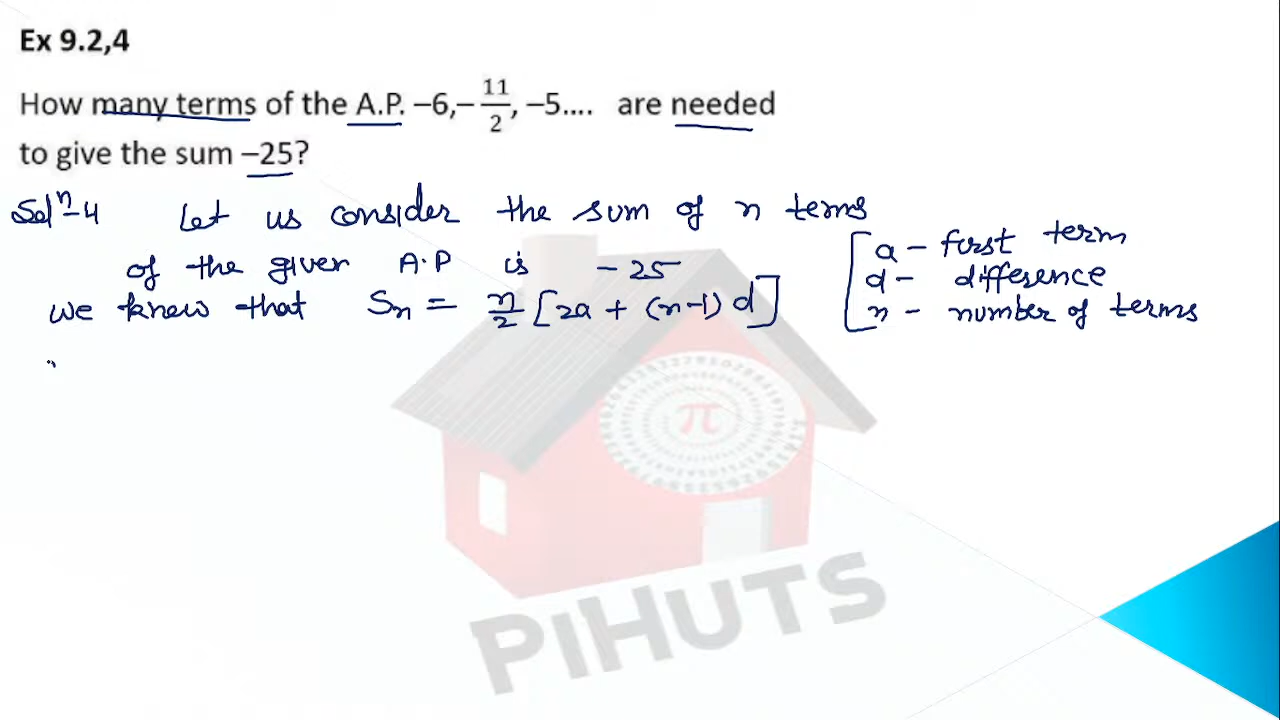 Ex 9.2,4
How many terms of the A.P. –6,– 11/2, –5.... are needed
to give the sum –25?
Solⁿ-4 Let us consider the sum of n terms
of the given A.P is -25
we know that Sn = n/2 [2a + (n-1) d]
a - first term
d - difference
n - number of terms
π
PIHUTS